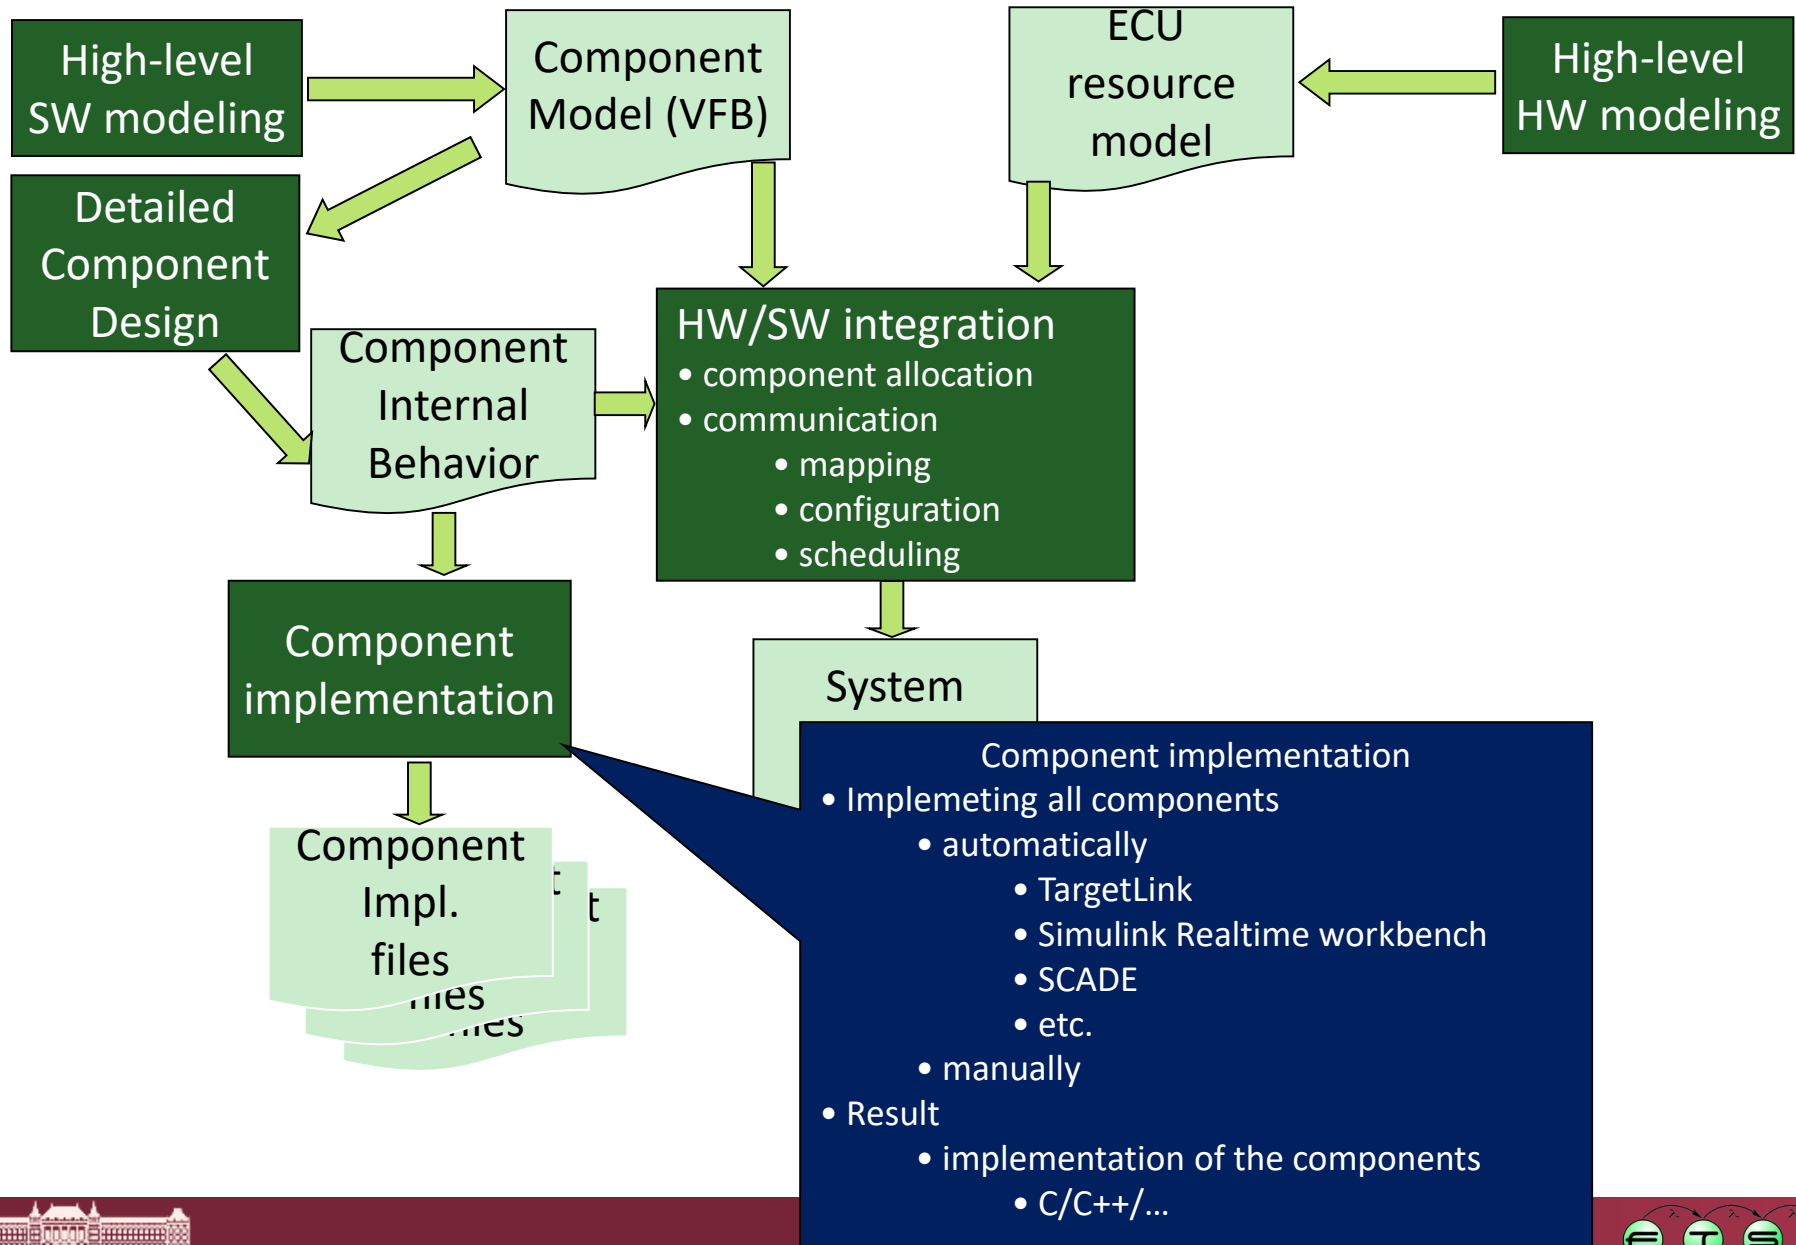 High-level
SW modeling
Component
Model (VFB)
ECU
resource
model
High-level
HW modeling
Detailed
Component
Design
Component
Internal
Behavior
HW/SW integration
• component allocation
• communication
• mapping
• configuration
• scheduling
Component
implementation
System
Component
Impl.
files
t
t
files
files
Component implementation
• Implemeting all components
• automatically
• TargetLink
• Simulink Realtime workbench
• SCADE
• etc.
• manually
• Result
• implementation of the components
• C/C++/...